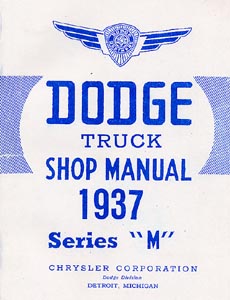 DODGE
TRUCK
SHOP MANUAL
1937
Series "M"
CHRYSLER CORPORATION
Dodge Division
DETROIT, MICHIGAN